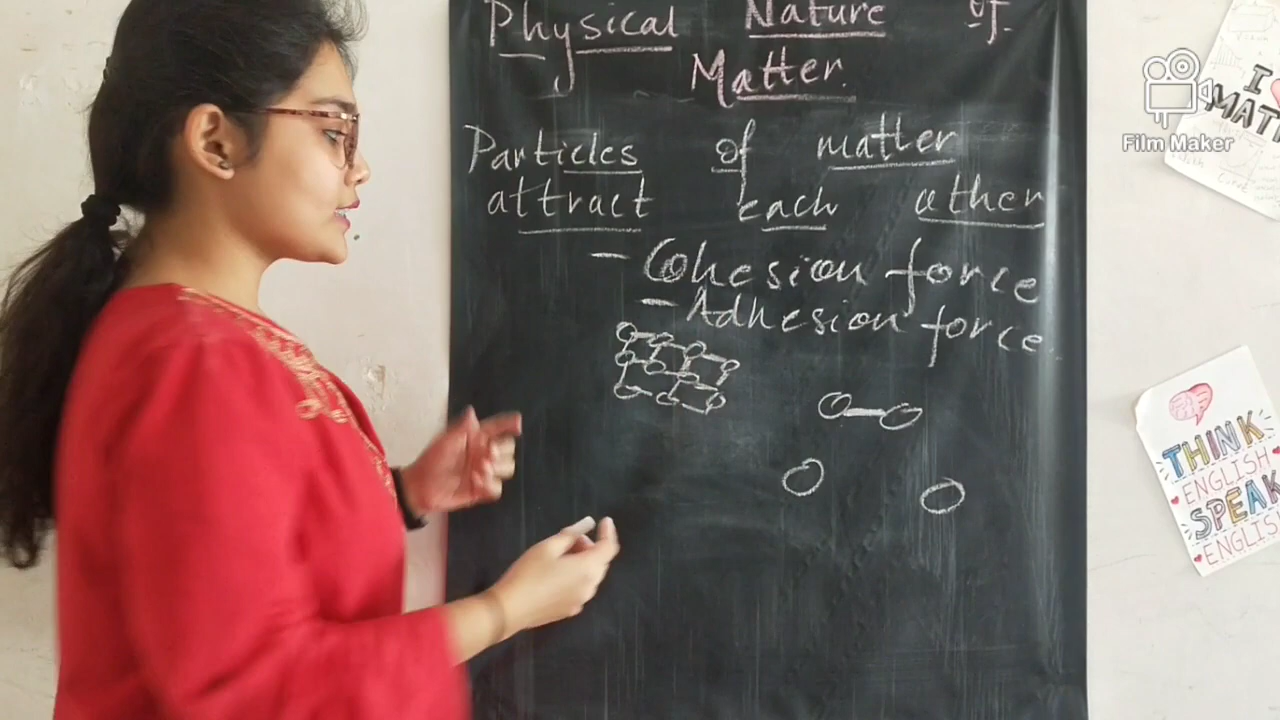 Physical Nature of
Matter.
Particles of matter
attract each other
- Cohesion force
- Adhesion force.
Film Maker
I
MAT
THINK
ENGLISH
SPEAK
ENGLISH